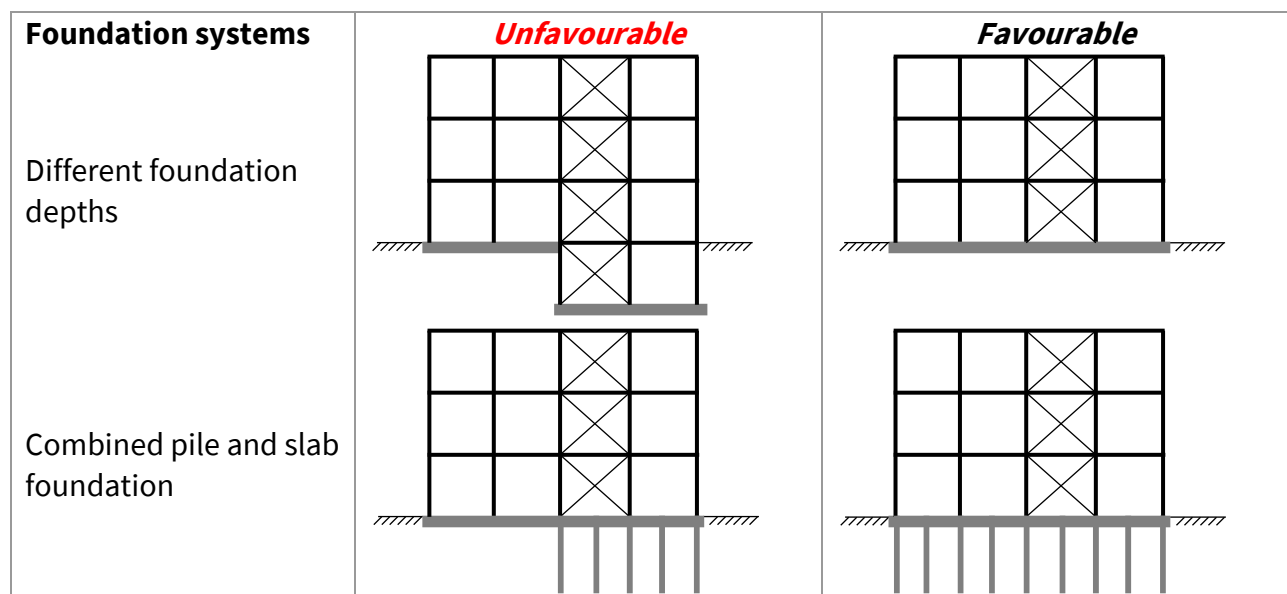 Foundation systems
Unfavourable
Favourable
Different foundation
depths
Combined pile and slab
foundation